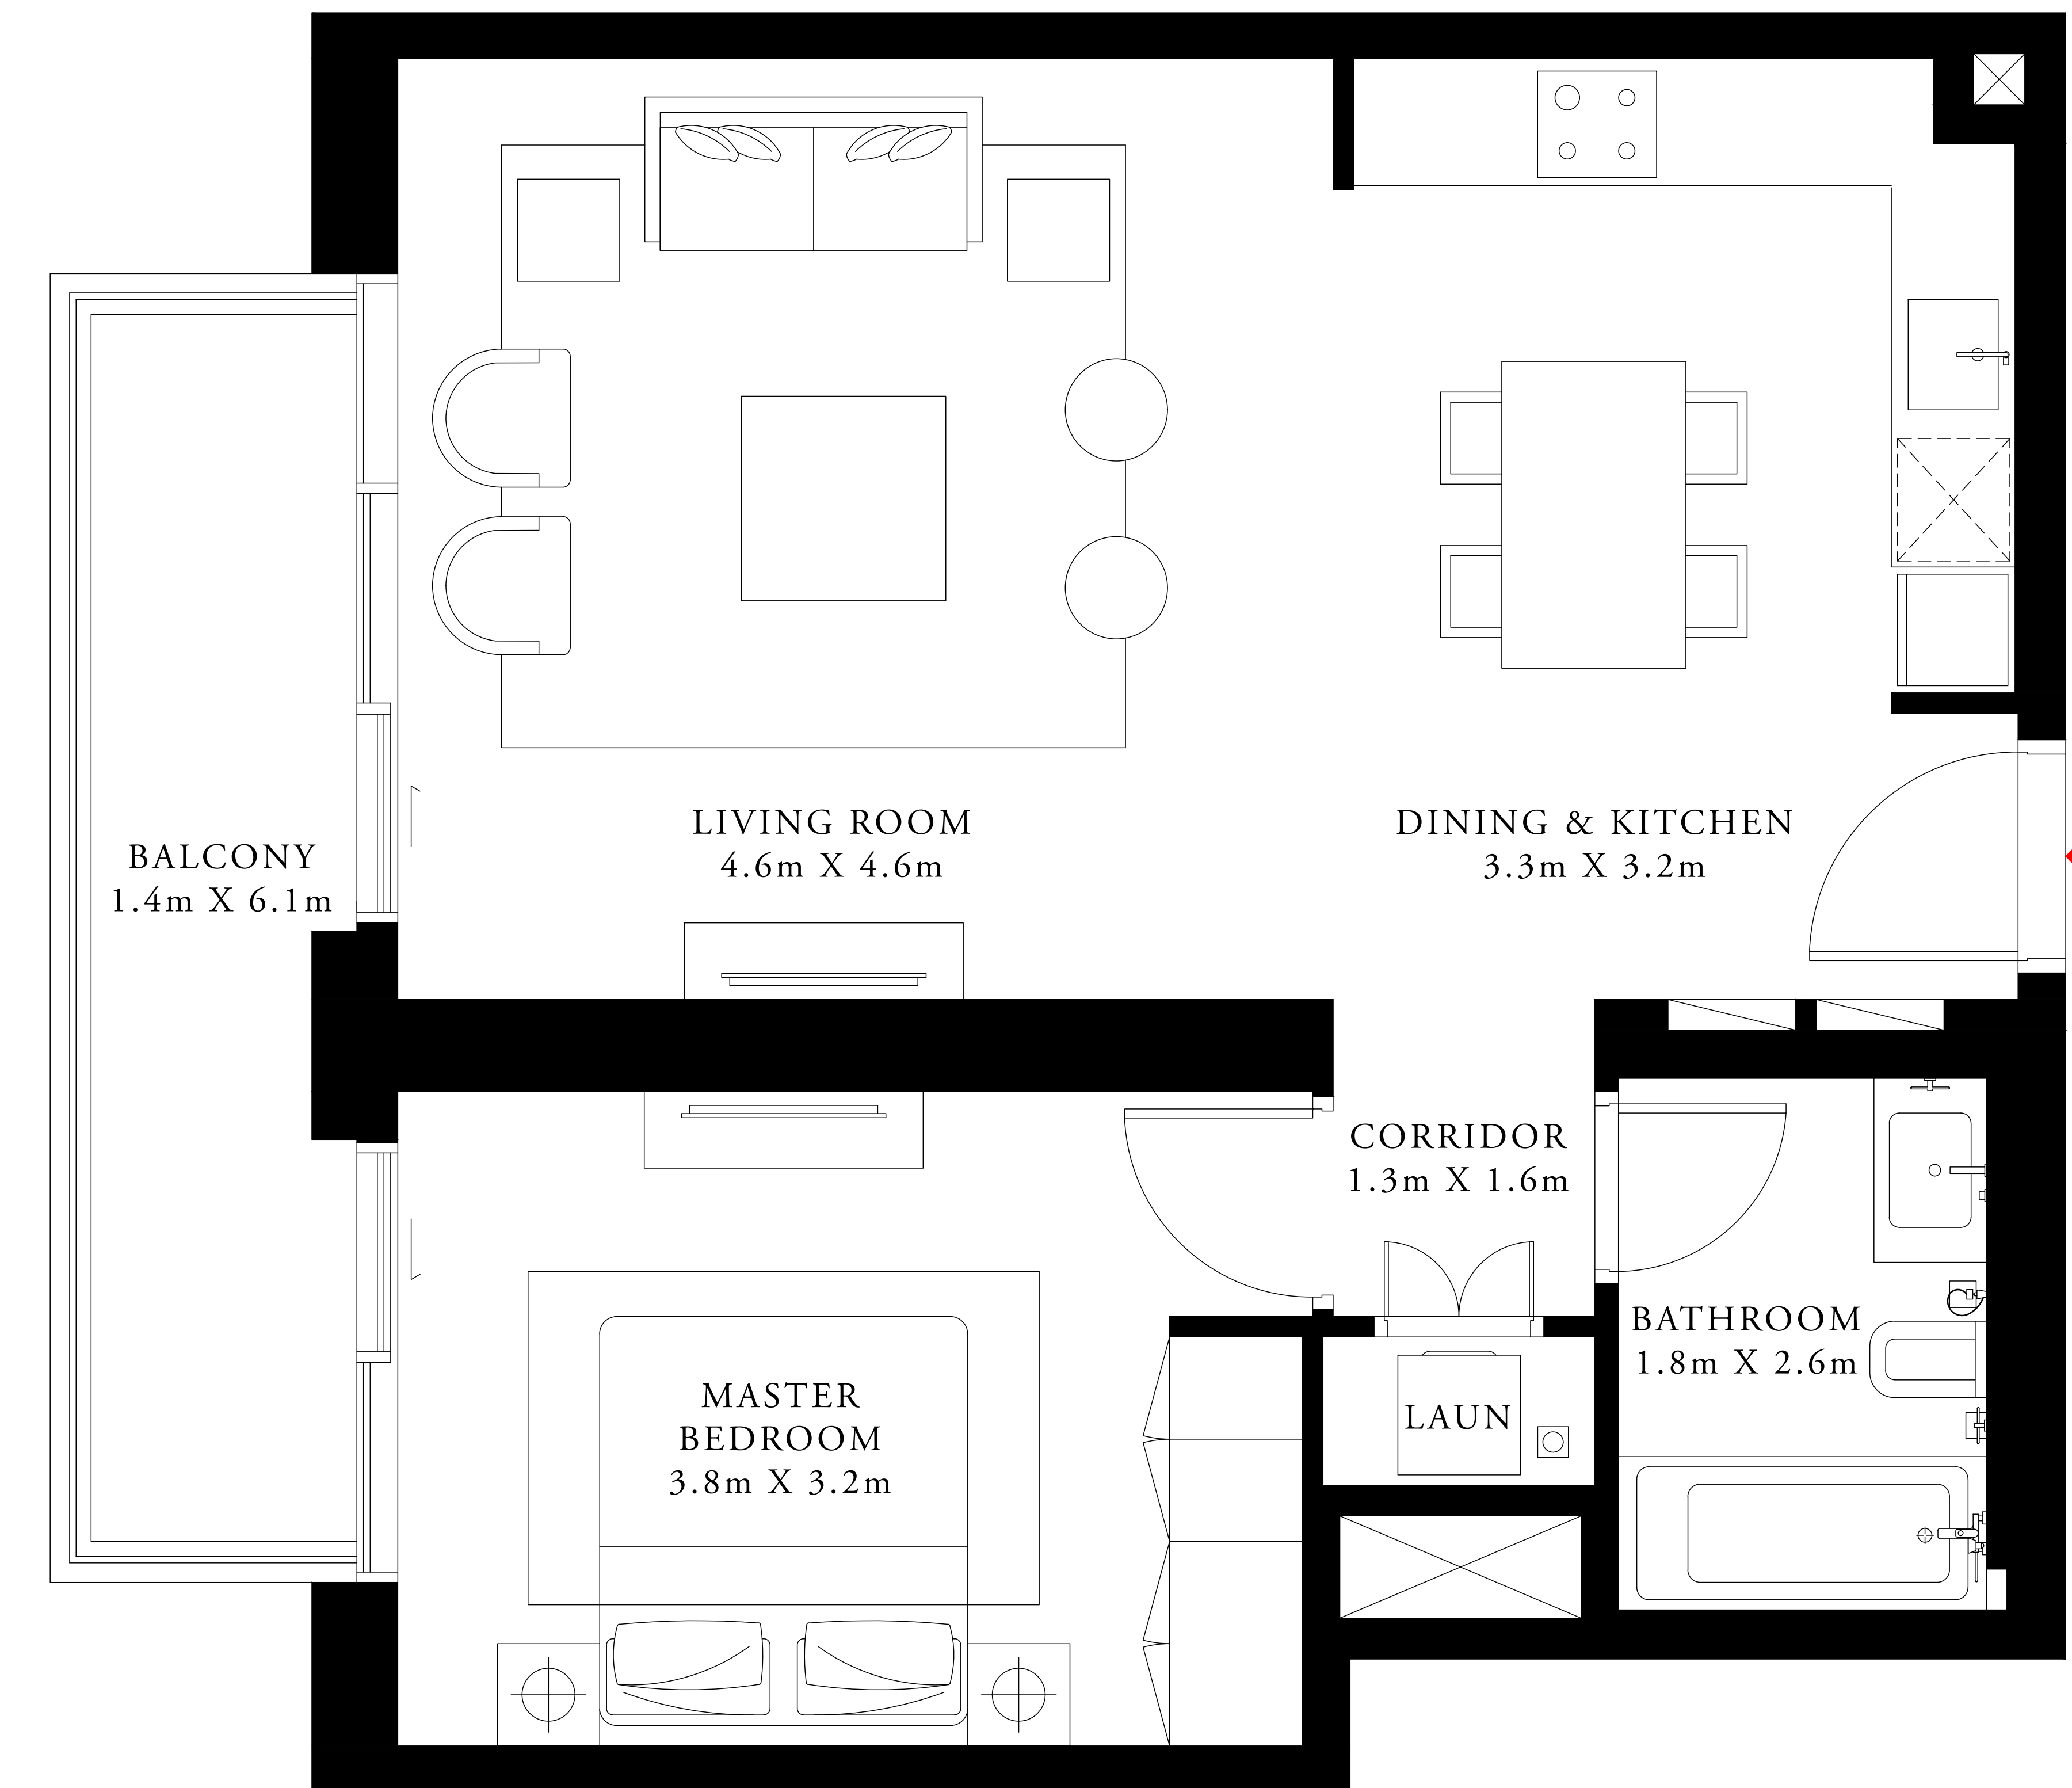 LIVING ROOM
4.6m X 4.6m
DINING & KITCHEN
3.3m X 3.2m
BALCONY
1.4m X 6.1m
CORRIDOR
1.3m X 1.6m
BATHROOM
1.8m X 2.6m
MASTER
BEDROOM
3.8m X 3.2m
LAUN